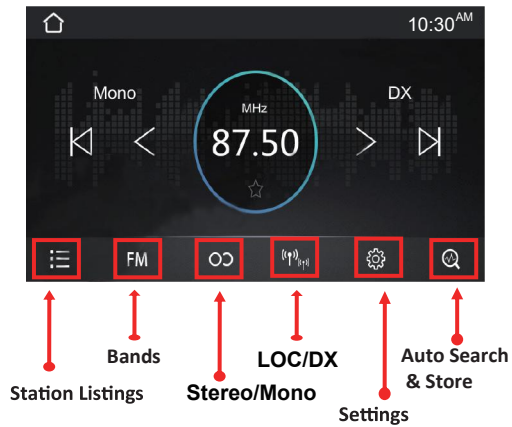 10:30AM
Mono
DX
MHz
87.50
FM
Bands
LOC/DX
Auto Search
& Store
Station Listings
Stereo/Mono
Settings